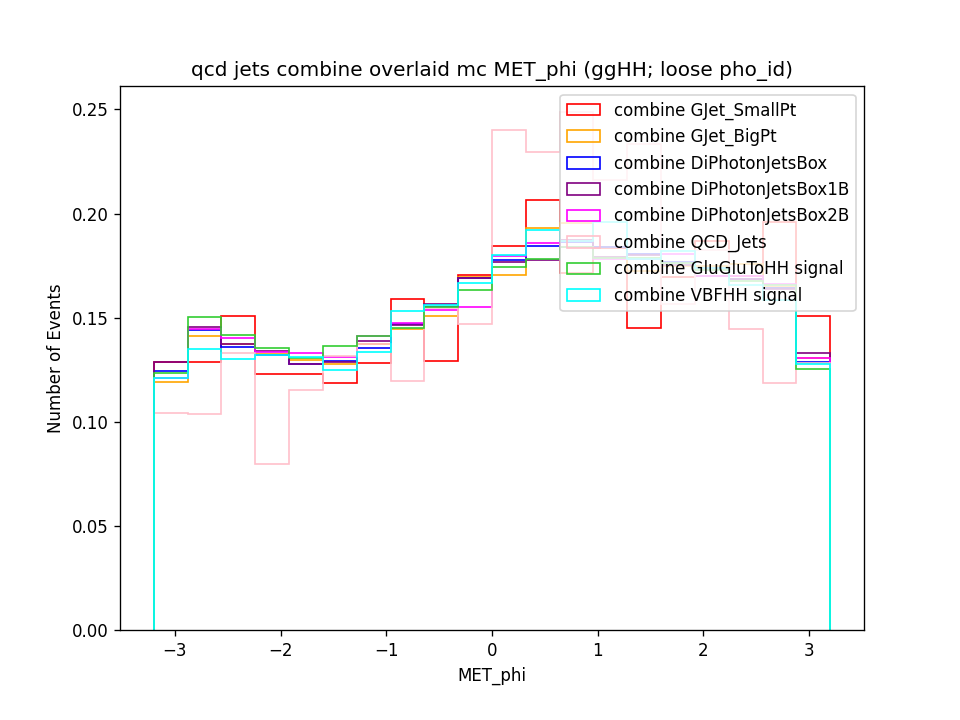 qcd jets combine overlaid mc MET_phi (ggHH; loose pho_id)
combine GJet_SmallPt
combine GJet_BigPt
combine DiPhotonJetsBox
combine DiPhotonJetsBox1B
combine DiPhotonJetsBox2B
combine QCD_Jets
combine GluGluToHH signal
combine VBFHH signal
Number of Events
0.25
0.20
0.15
0.10
0.05
0.00
−3 −2 −1 0 1 2 3
MET_phi